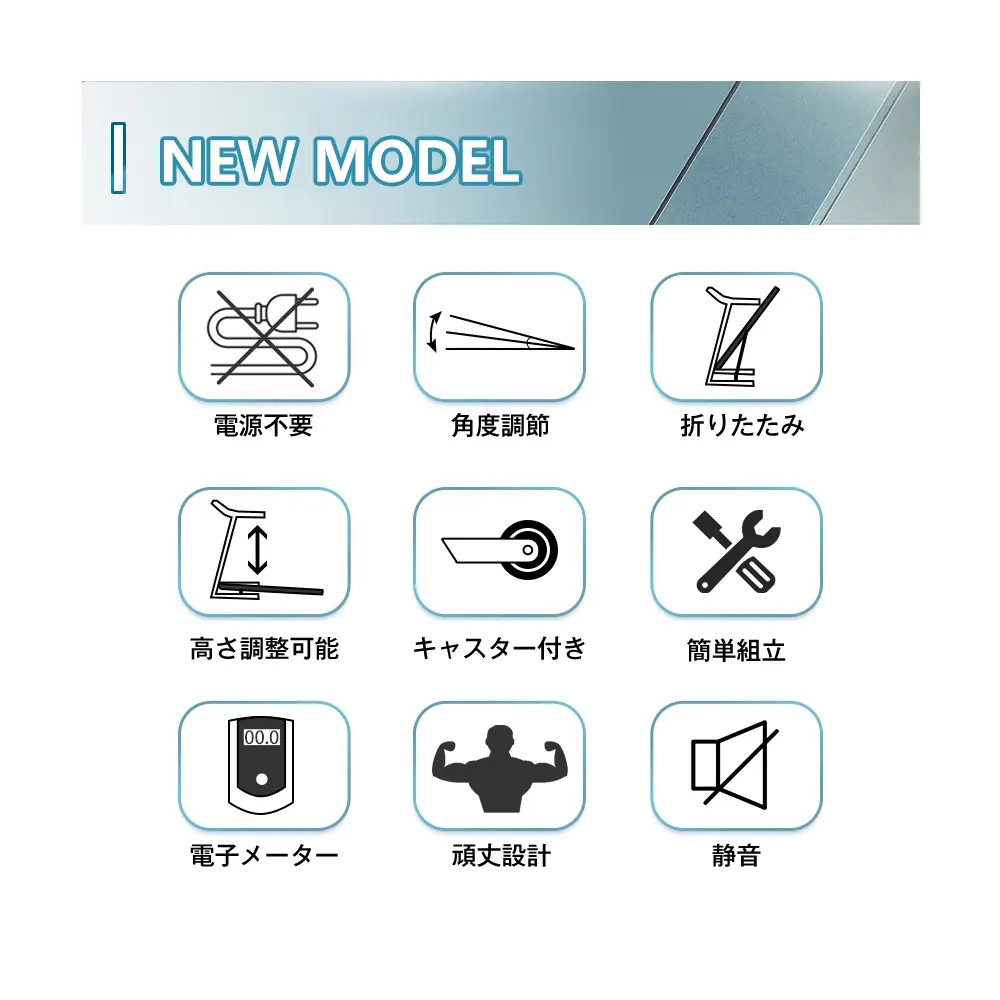 NEW MODEL
電源不要
角度調節
折りたたみ
高さ調整可能
キャスター付き
簡単組立
00.0
電子メーター
頑丈設計
静音